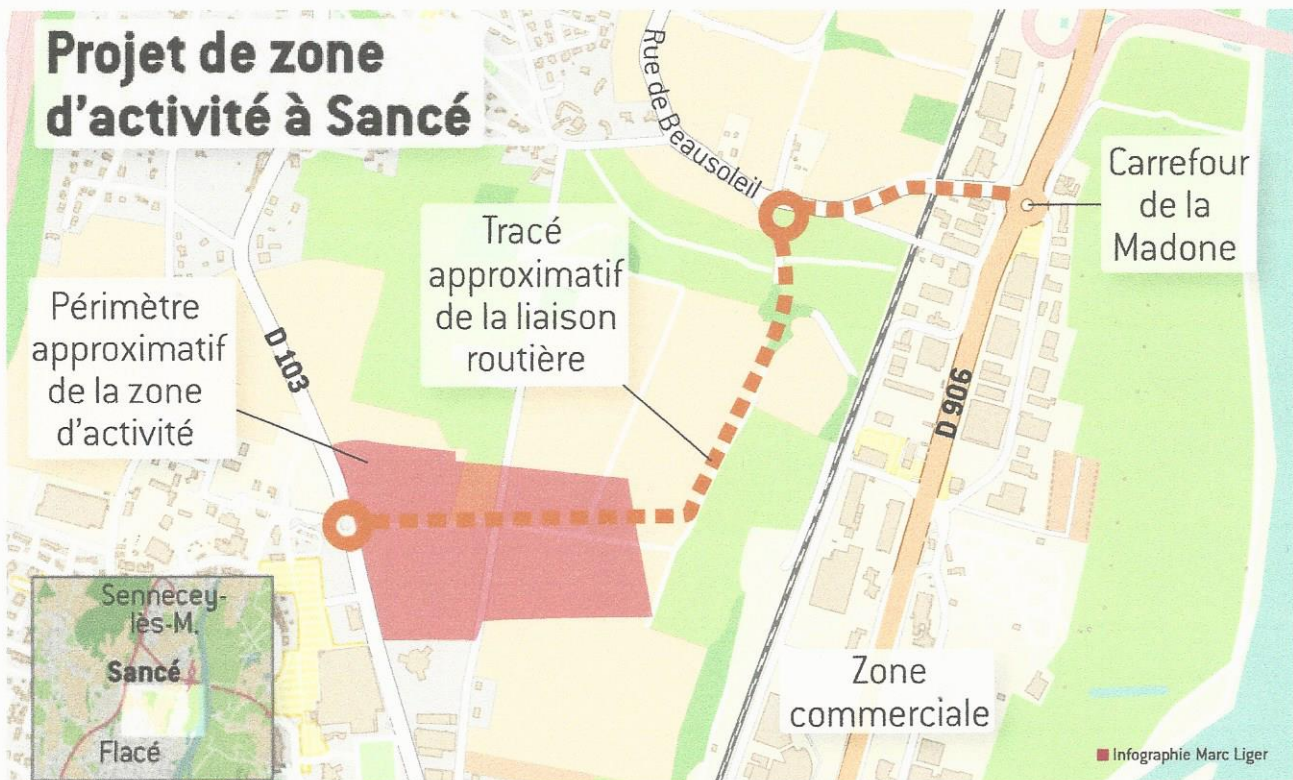 Projet de zone
d'activité à Sancé
Rue de Beausoleil
Carrefour
de la
Madone
Tracé
approximatif
de la liaison
routière
Périmètre
approximatif
de la zone
d'activité
D 103
D 906
Sennecey-
lès-M.
Sancé
Flacé
Zone
commerciale
Infographie Marc Liger